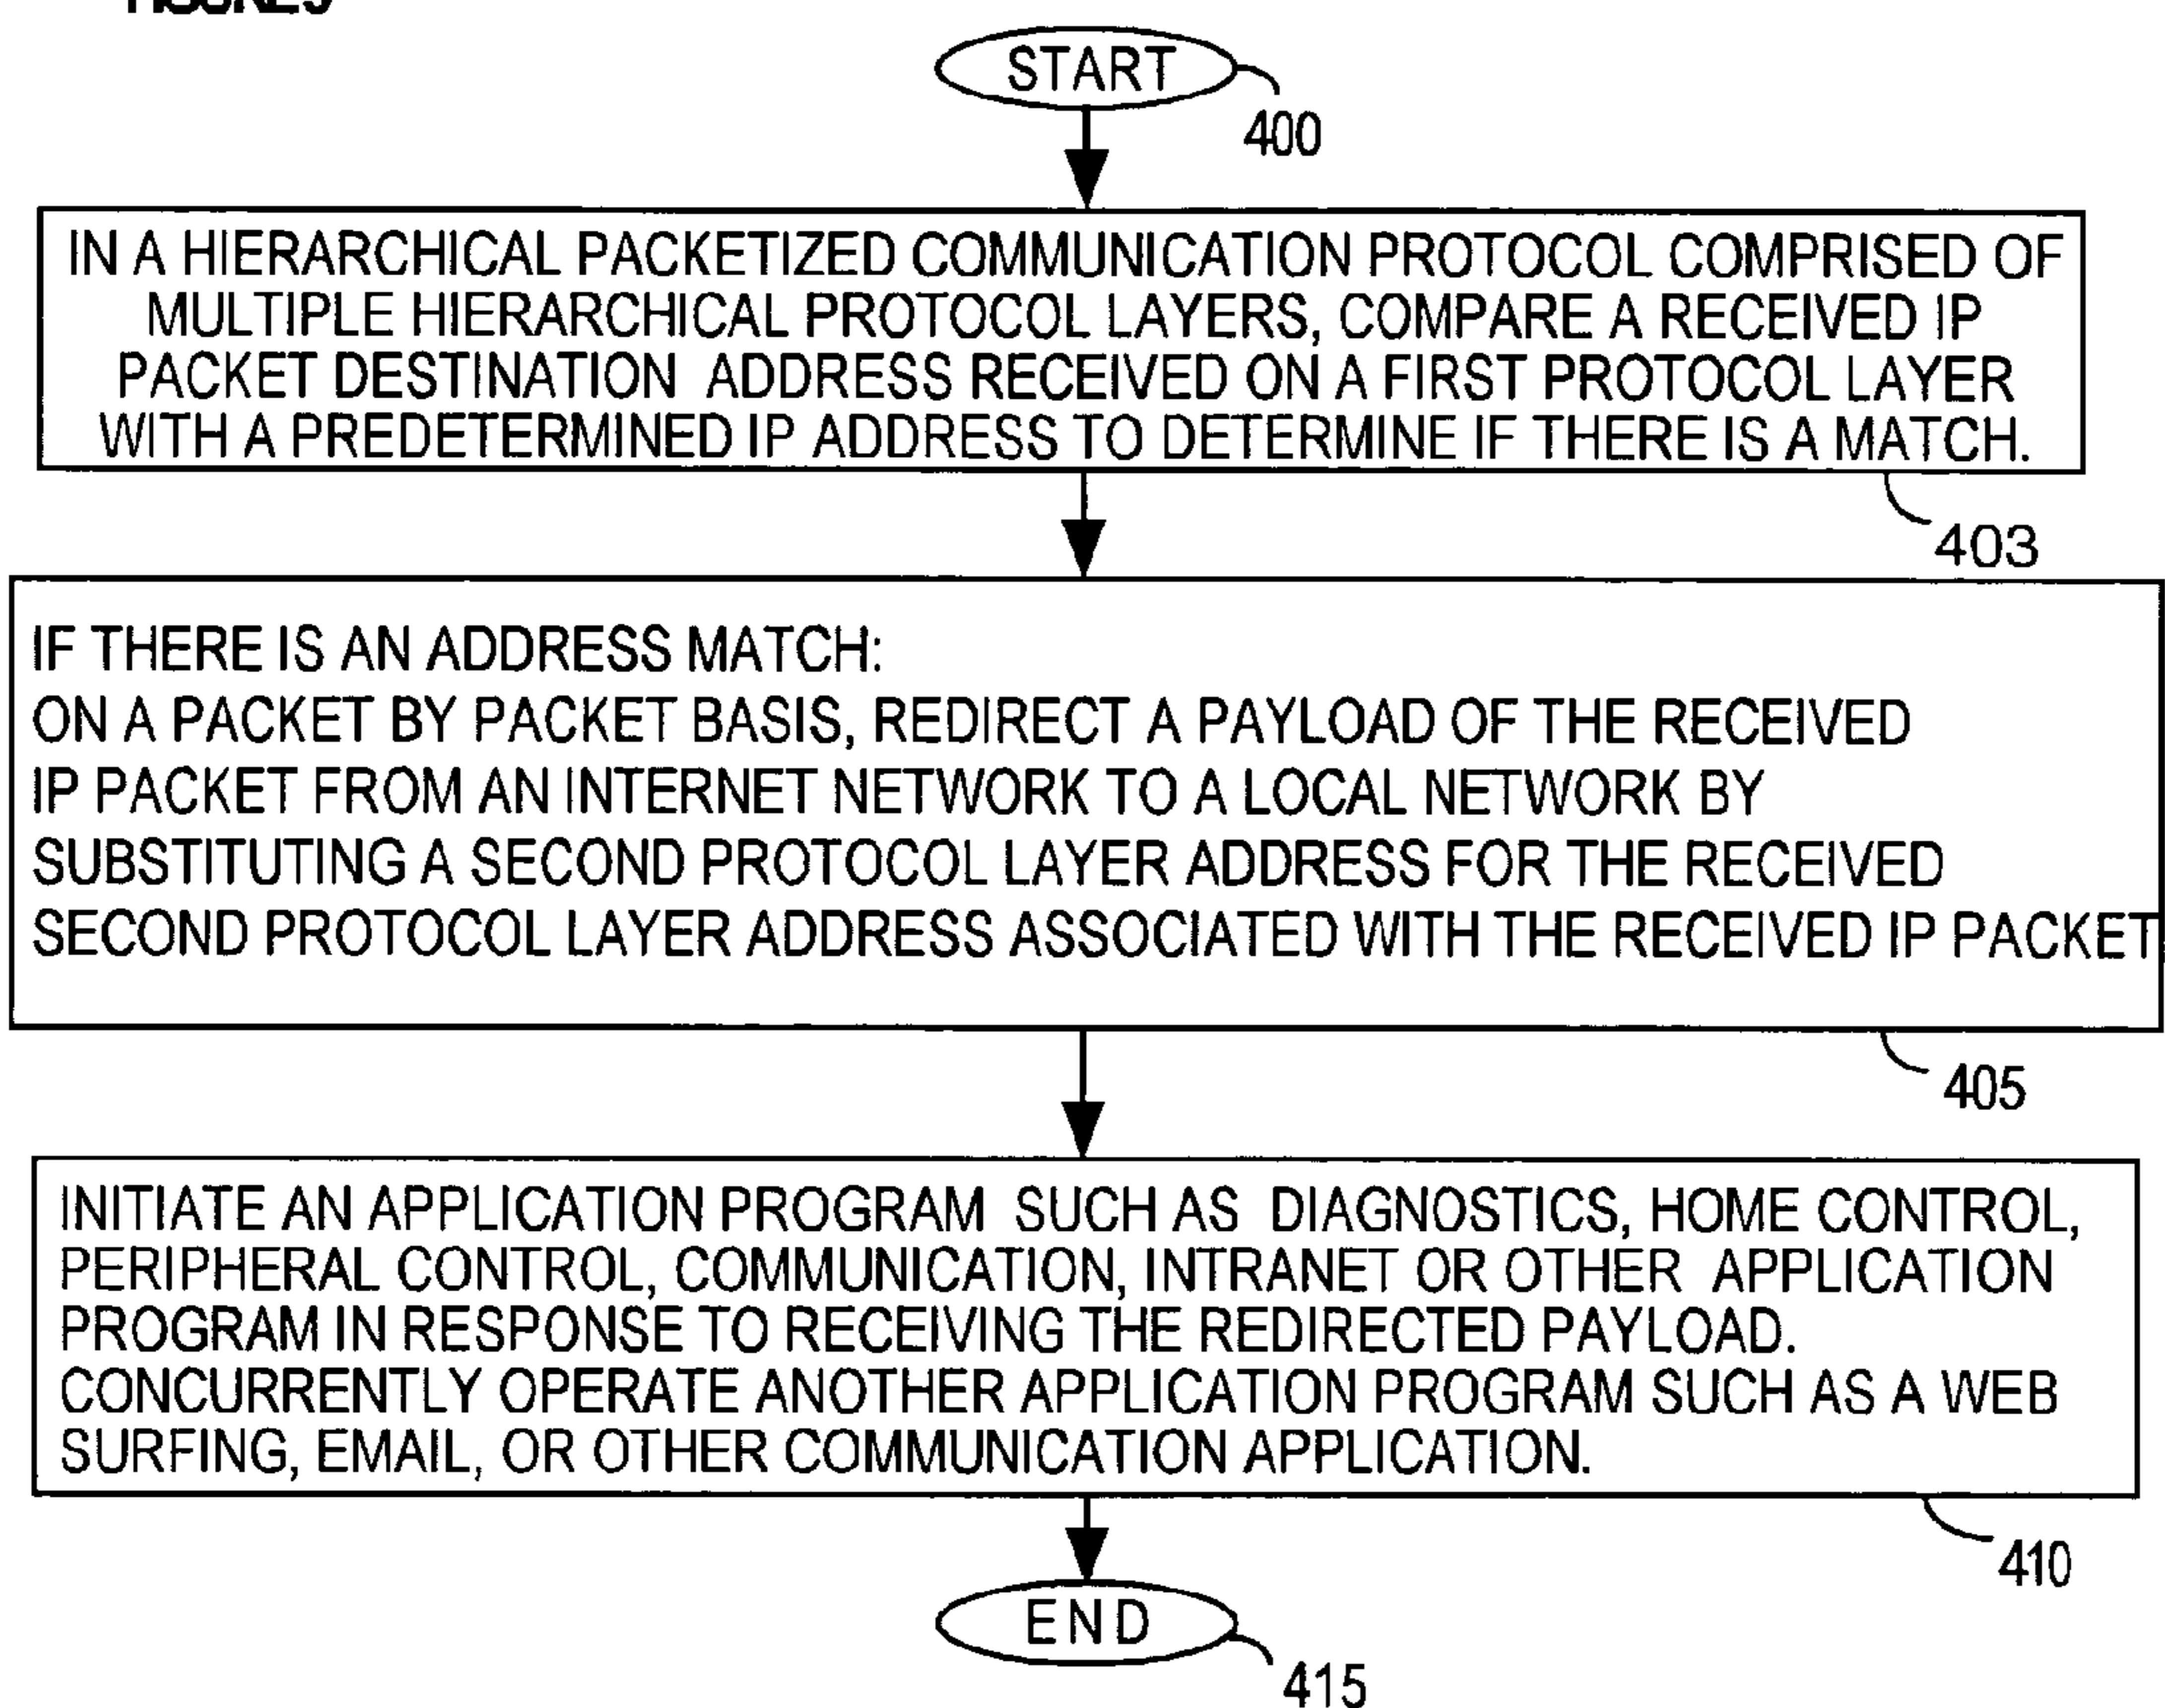 START
400
IN A HIERARCHICAL PACKETIZED COMMUNICATION PROTOCOL COMPRISED OF
MULTIPLE HIERARCHICAL PROTOCOL LAYERS, COMPARE A RECEIVED IP
PACKET DESTINATION ADDRESS RECEIVED ON A FIRST PROTOCOL LAYER
WITH A PREDETERMINED IP ADDRESS TO DETERMINE IF THERE IS A MATCH.
403
IF THERE IS AN ADDRESS MATCH:
ON A PACKET BY PACKET BASIS, REDIRECT A PAYLOAD OF THE RECEIVED
IP PACKET FROM AN INTERNET NETWORK TO A LOCAL NETWORK BY
SUBSTITUTING A SECOND PROTOCOL LAYER ADDRESS FOR THE RECEIVED
SECOND PROTOCOL LAYER ADDRESS ASSOCIATED WITH THE RECEIVED IP PACKET
405
INITIATE AN APPLICATION PROGRAM SUCH AS DIAGNOSTICS, HOME CONTROL,
PERIPHERAL CONTROL, COMMUNICATION, INTRANET OR OTHER APPLICATION
PROGRAM IN RESPONSE TO RECEIVING THE REDIRECTED PAYLOAD.
CONCURRENTLY OPERATE ANOTHER APPLICATION PROGRAM SUCH AS A WEB
SURFING, EMAIL, OR OTHER COMMUNICATION APPLICATION.
410
END
415